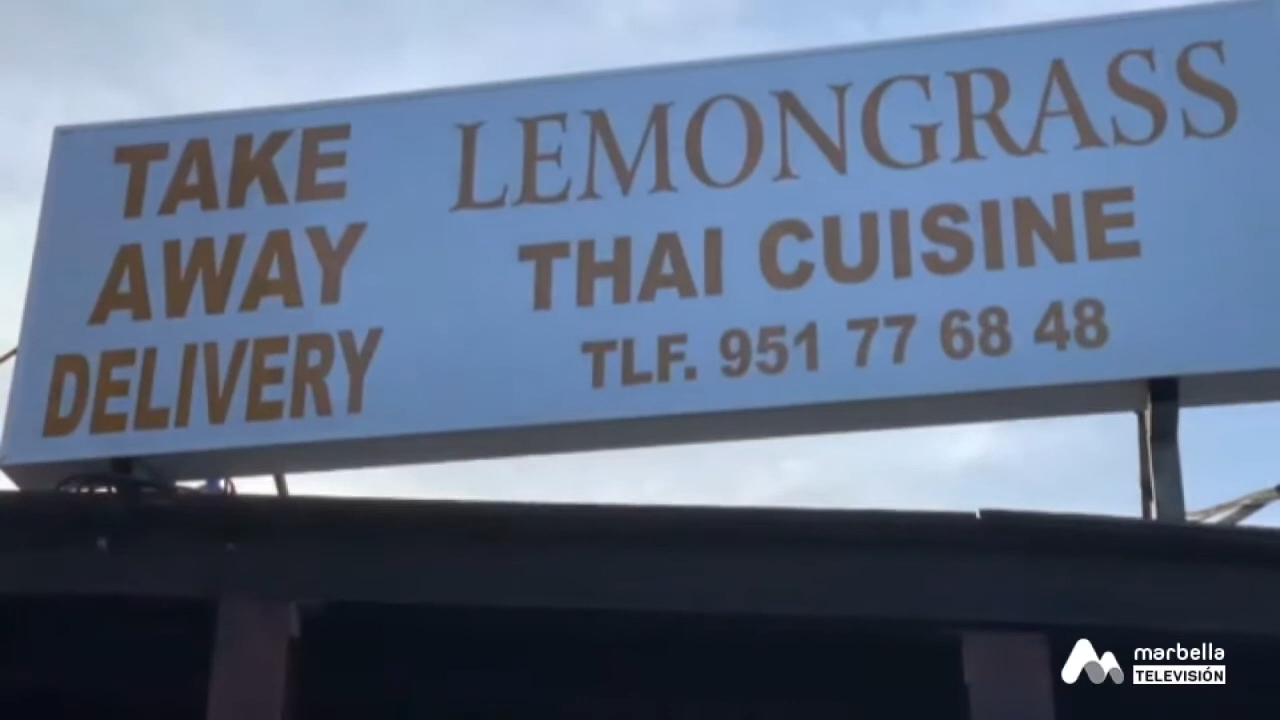 TAKE
AWAY
DELIVERY
LEMONGRASS
THAI CUISINE
TLF. 951 77 68 48
marbella
TELEVISIÓN